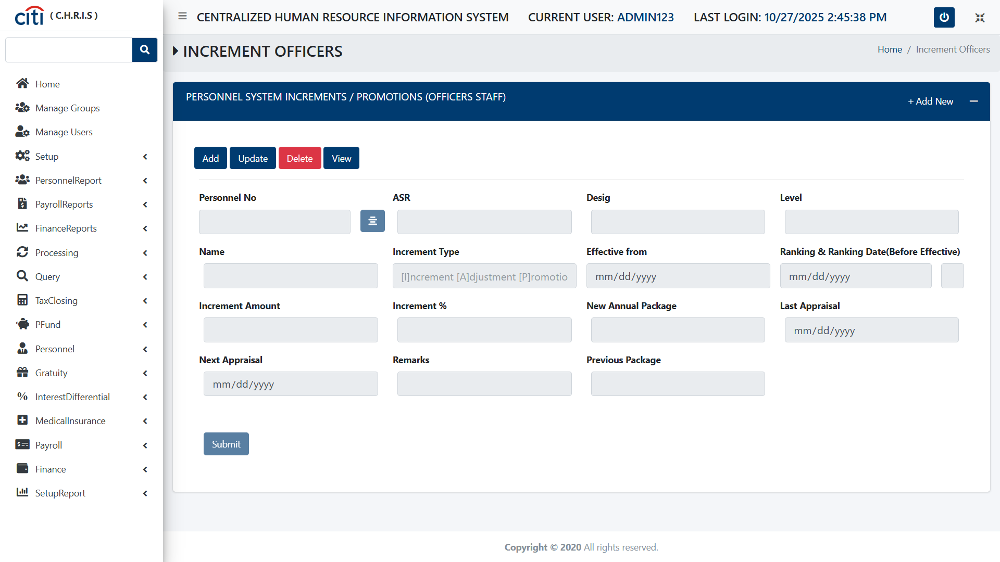 citi ( C.H.R.I.S )
CENTRALIZED HUMAN RESOURCE INFORMATION SYSTEM CURRENT USER: ADMIN123 LAST LOGIN: 10/27/2025 2:45:38 PM
INCREMENT OFFICERS
Home / Increment Officers
Home
Manage Groups
Manage Users
Setup
PersonnelReport
PayrollReports
FinanceReports
Processing
Query
TaxClosing
PFund
Personnel
Gratuity
% InterestDifferential
MedicalInsurance
Payroll
Finance
SetupReport
PERSONNEL SYSTEM INCREMENTS / PROMOTIONS (OFFICERS STAFF)
+ Add New
Add Update Delete View
Personnel No ASR Desig Level
Name Increment Type Effective from Ranking & Ranking Date(Before Effective)
[I]ncrement [A]djustment [P]romotio mm/dd/yyyy mm/dd/yyyy
Increment Amount Increment % New Annual Package Last Appraisal
mm/dd/yyyy
Next Appraisal Remarks Previous Package
mm/dd/yyyy
Submit
Copyright © 2020 All rights reserved.